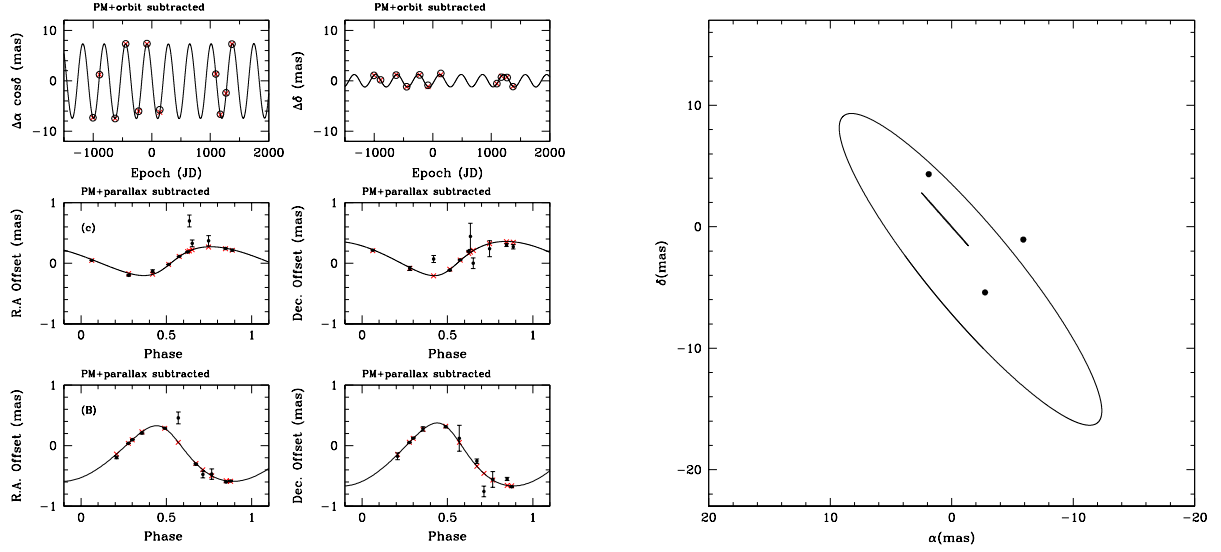 PM+orbit subtracted
PM+orbit subtracted
Δα cosδ (mas)
10
0
-10
-1000
0
1000
2000
Epoch (JD)
Δδ (mas)
10
0
-10
-1000
0
1000
2000
Epoch (JD)
PM+parallax subtracted
PM+parallax subtracted
(c)
R.A Offset (mas)
1
0
-1
0
0.5
1
Phase
Dec. Offset (mas)
1
0
-1
0
0.5
1
Phase
PM+parallax subtracted
PM+parallax subtracted
(B)
R.A. Offset (mas)
1
0
-1
0
0.5
1
Phase
Dec. Offset (mas)
1
0
-1
0
0.5
1
Phase
δ(mas)
10
0
-10
-20
20
10
0
-10
-20
α(mas)